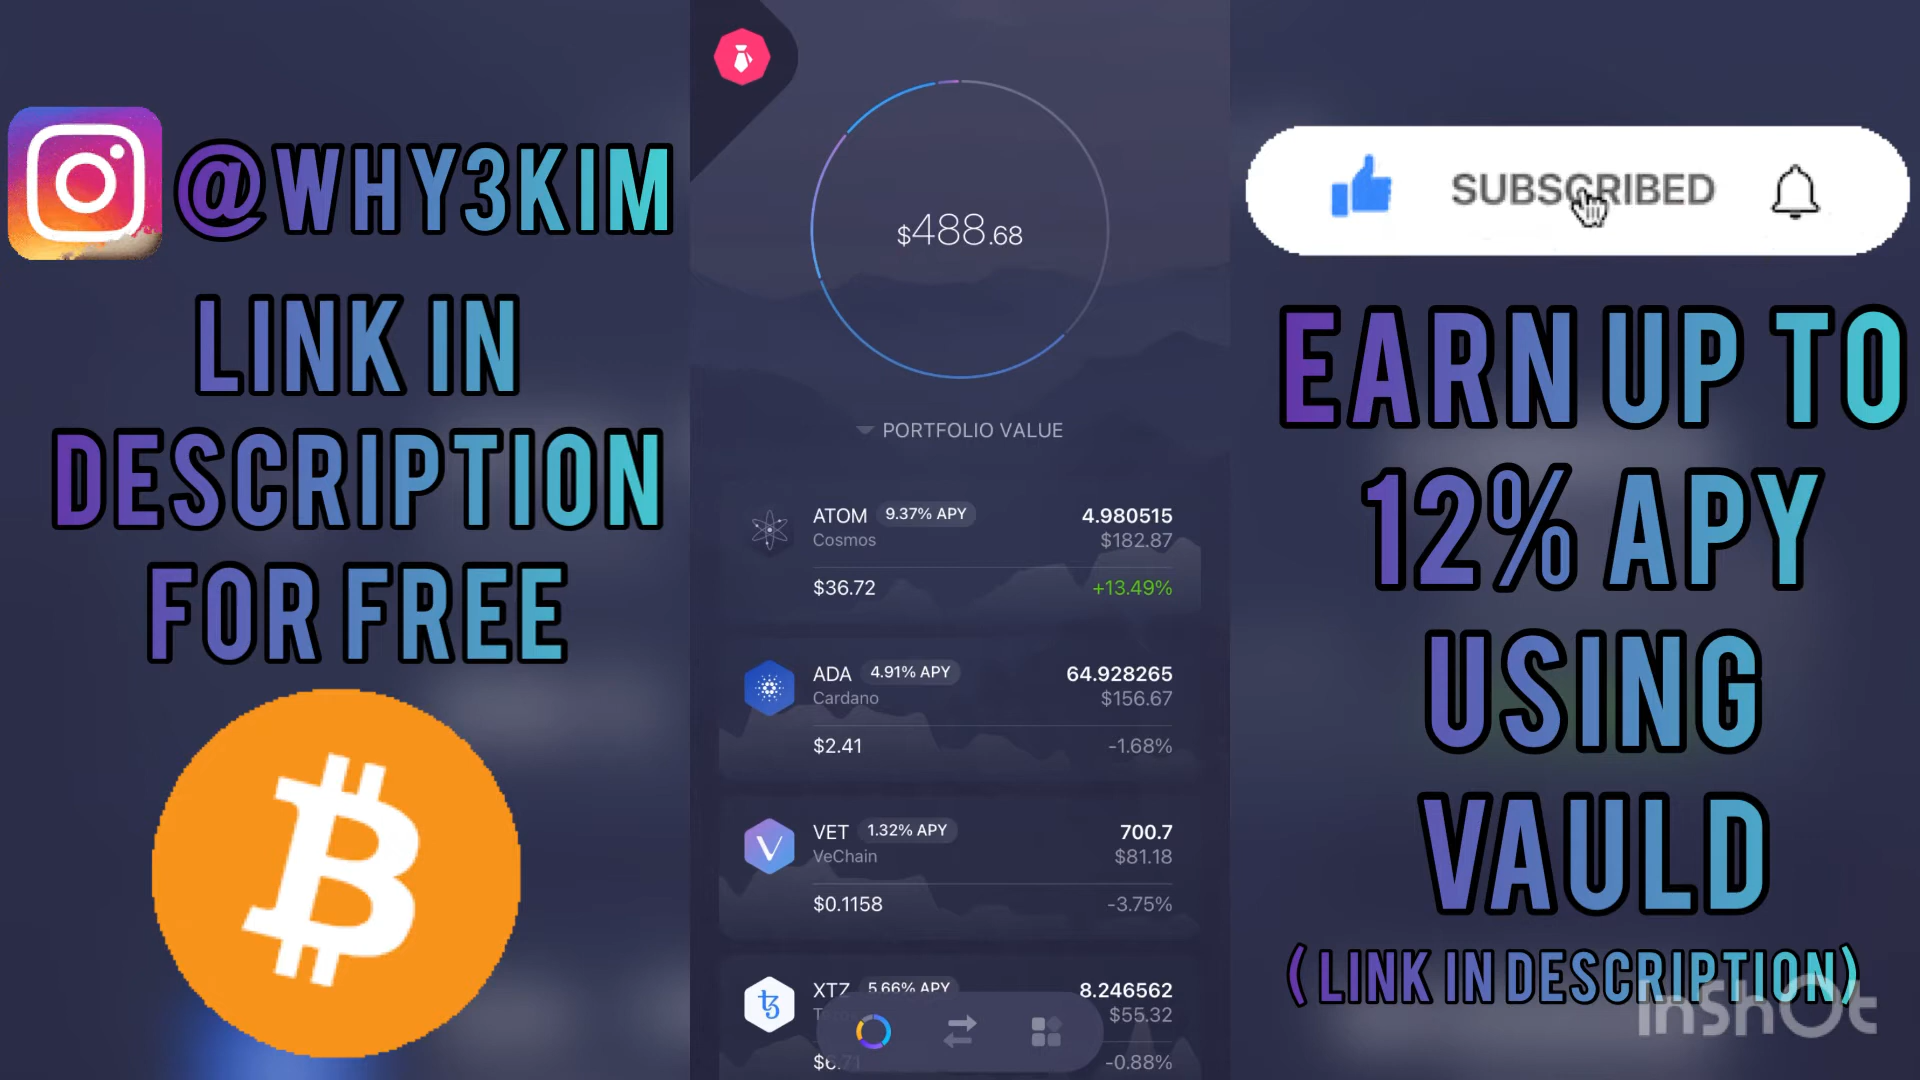 @WHY3KIM
LINK IN
DESCRIPTION
FOR FREE
$488.68
PORTFOLIO VALUE
ATOM 9.37% APY 4.980515
Cosmos $182.87
$36.72 +13.49%
ADA 4.91% APY 64.928265
Cardano $156.67
$2.41 -1.68%
VET 1.32% APY 700.7
VeChain $81.18
$0.1158 -3.75%
XTZ 5.66% APY 8.246562
$55.32
$6.71 -0.88%
SUBSCRIBED
EARN UP TO
12% APY
USING
VAULD
(LINK IN DESCRIPTION)
InShOt